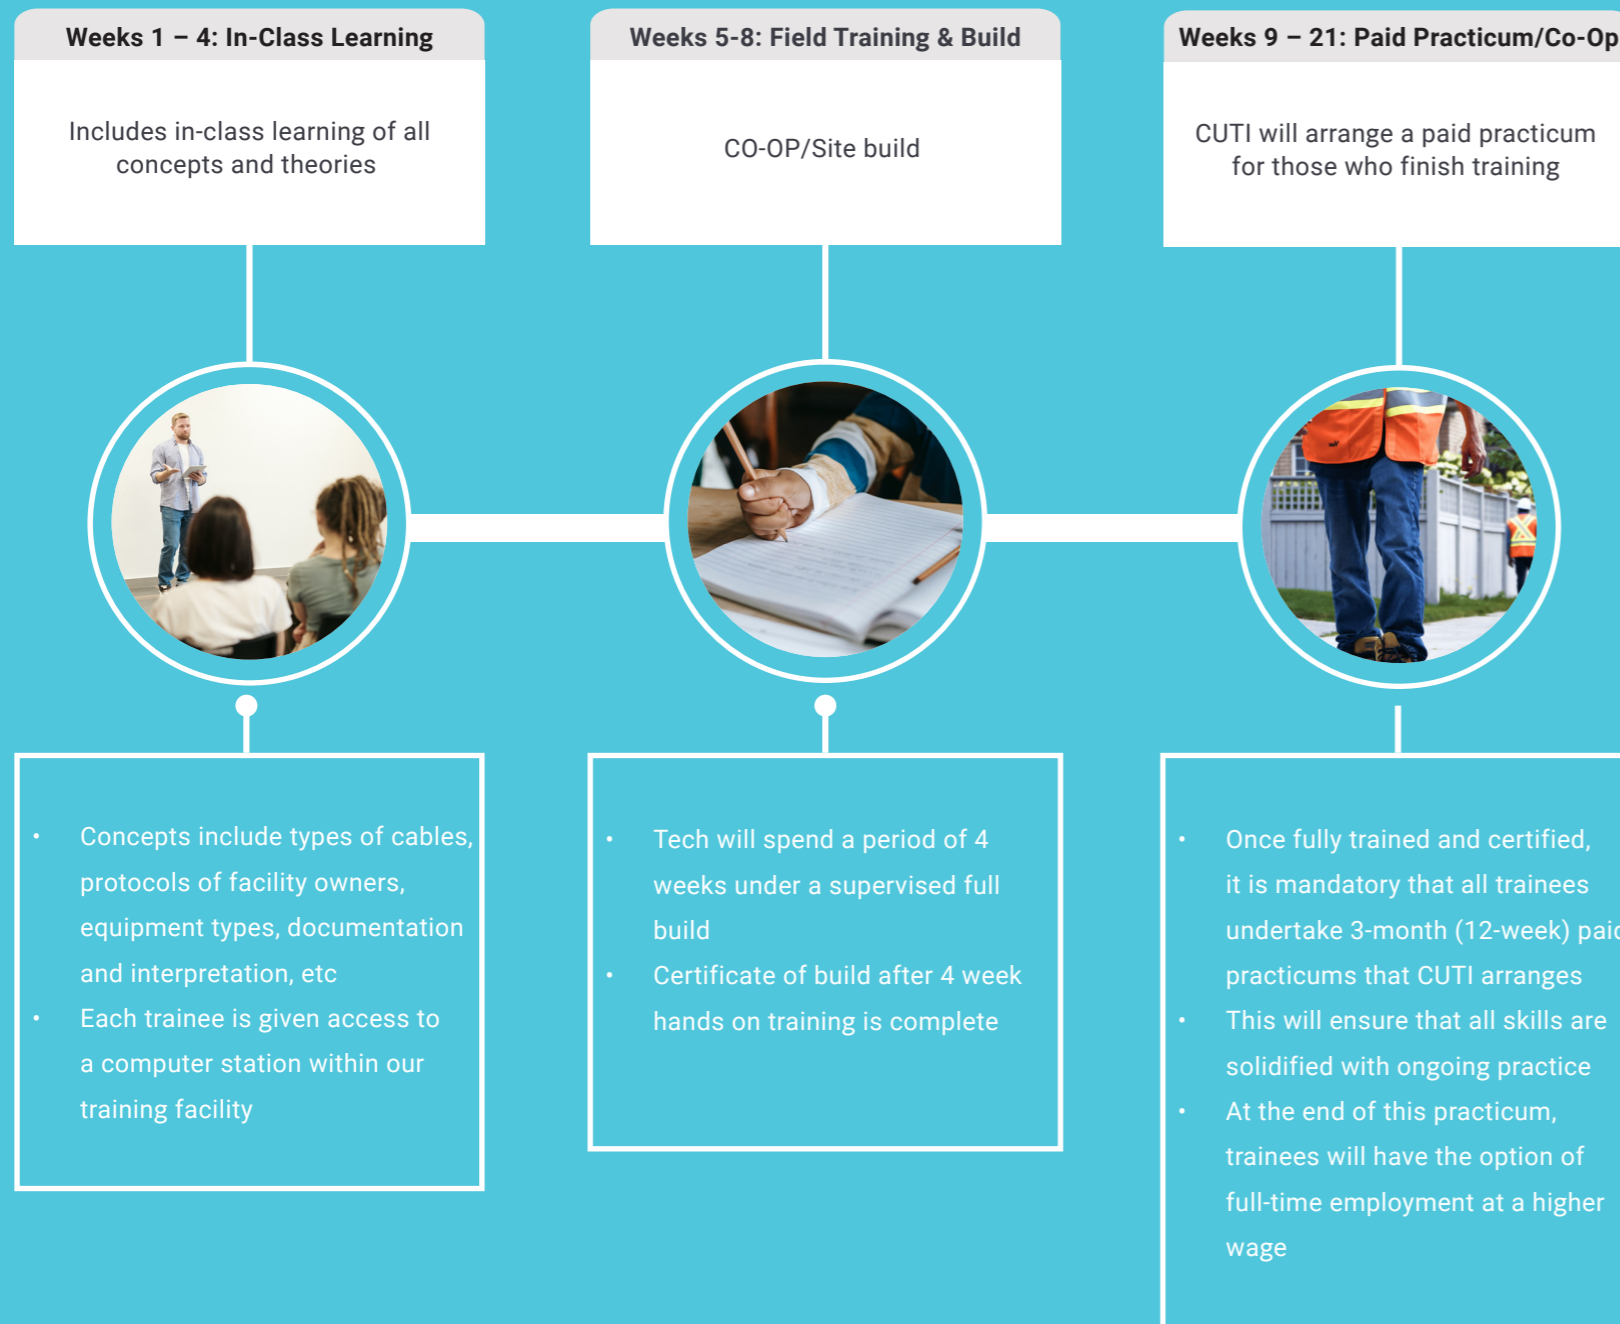 Weeks 1 – 4: In-Class Learning
Includes in-class learning of all
concepts and theories
• Concepts include types of cables,
protocols of facility owners,
equipment types, documentation
and interpretation, etc
• Each trainee is given access to
a computer station within our
training facility
Weeks 5-8: Field Training & Build
CO-OP/Site build
• Tech will spend a period of 4
weeks under a supervised full
build
• Certificate of build after 4 week
hands on training is complete
Weeks 9 – 21: Paid Practicum/Co-Op
CUTI will arrange a paid practicum
for those who finish training
• Once fully trained and certified,
it is mandatory that all trainees
undertake 3-month (12-week) paid
practicums that CUTI arranges
• This will ensure that all skills are
solidified with ongoing practice
• At the end of this practicum,
trainees will have the option of
full-time employment at a higher
wage